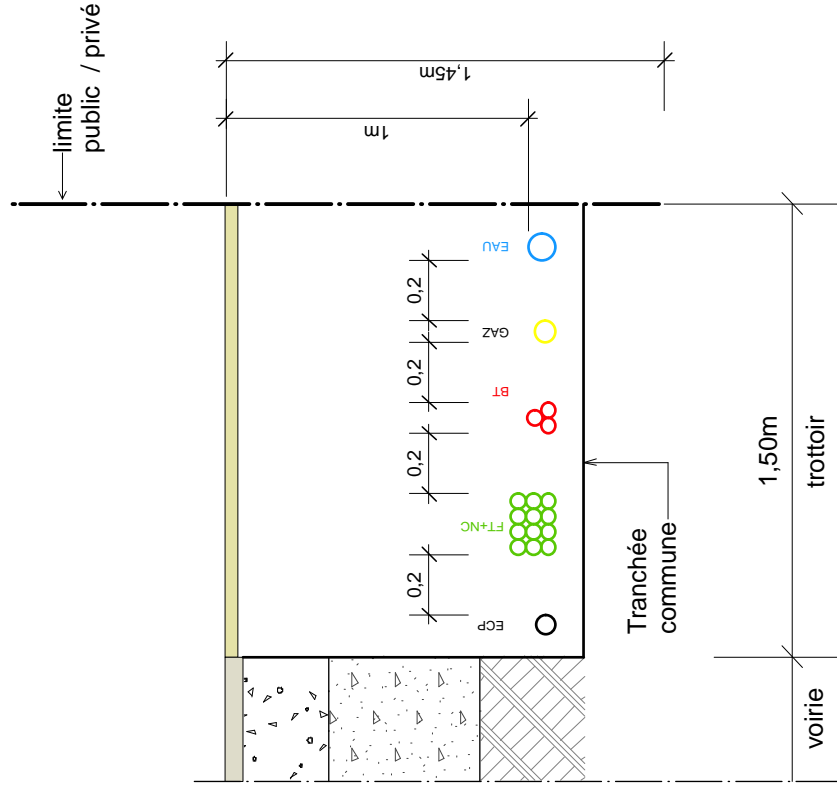 limite
public / privé
1,45m
1m
EAU
0,2
GAZ
0,2
BT
0,2
FT+NC
0,2
ECP
Tranchée
commune
1,50m
trottoir
voirie